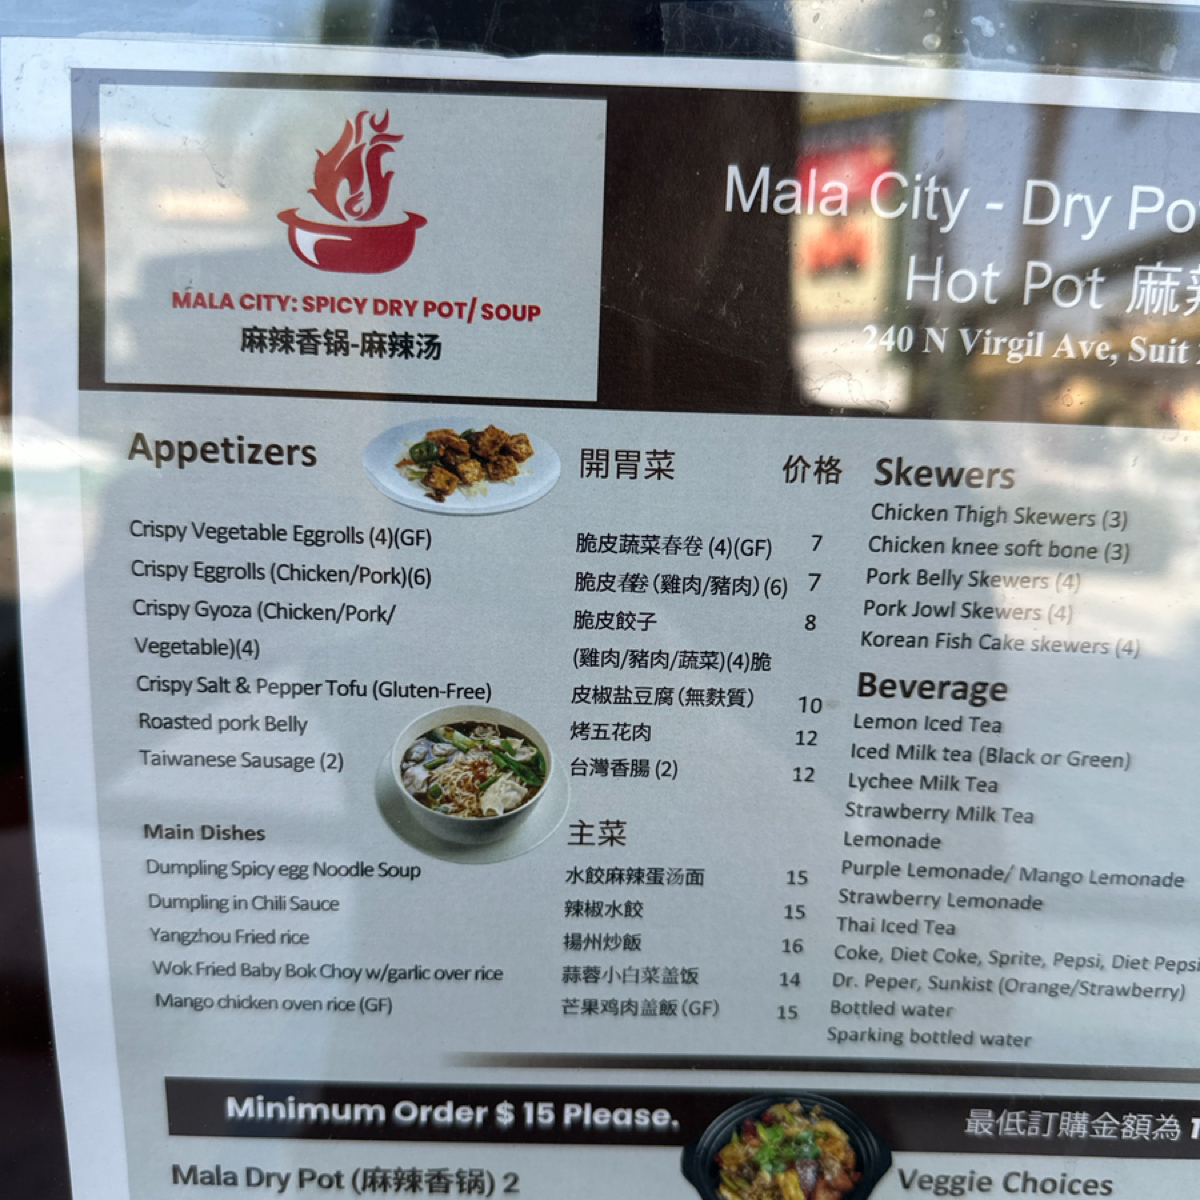 MALA CITY: SPICY DRY POT/ SOUP
麻辣香锅-麻辣汤
Mala City - Dry
Hot Pot 麻
240 N Virgil Ave, Suit
Appetizers
開胃菜
价格
Crispy Vegetable Eggrolls (4)(GF)
脆皮蔬菜春卷 (4)(GF)
7
Crispy Eggrolls (Chicken/Pork)(6)
脆皮春卷 (雞肉/豬肉) (6)
7
Crispy Gyoza (Chicken/Pork/
脆皮餃子
8
Vegetable)(4)
(雞肉/豬肉/蔬菜)(4)脆
Crispy Salt & Pepper Tofu (Gluten-Free)
皮椒盐豆腐 (無麩質)
10
Roasted pork Belly
烤五花肉
12
Taiwanese Sausage (2)
台灣香腸 (2)
12
Main Dishes
主菜
Dumpling Spicy egg Noodle Soup
水餃麻辣蛋汤面
15
Dumpling in Chili Sauce
辣椒水餃
15
Yangzhou Fried rice
揚州炒飯
16
Wok Fried Baby Bok Choy w/garlic over rice
蒜蓉小白菜盖饭
14
Mango chicken oven rice (GF)
芒果鸡肉盖飯 (GF)
15
Skewers
Chicken Thigh Skewers (3)
Chicken knee soft bone (3)
Pork Belly Skewers (4)
Pork Jowl Skewers (4)
Korean Fish Cake skewers (4)
Beverage
Lemon Iced Tea
Iced Milk tea (Black or Green)
Lychee Milk Tea
Strawberry Milk Tea
Lemonade
Purple Lemonade/ Mango Lemonade
Strawberry Lemonade
Thai Iced Tea
Coke, Diet Coke, Sprite, Pepsi, Diet Pepsi
Dr. Peper, Sunkist (Orange/Strawberry)
Bottled water
Sparking bottled water
Minimum Order $ 15 Please.
最低訂購金額為
Mala Dry Pot (麻辣香锅) 2
Veggie Choices